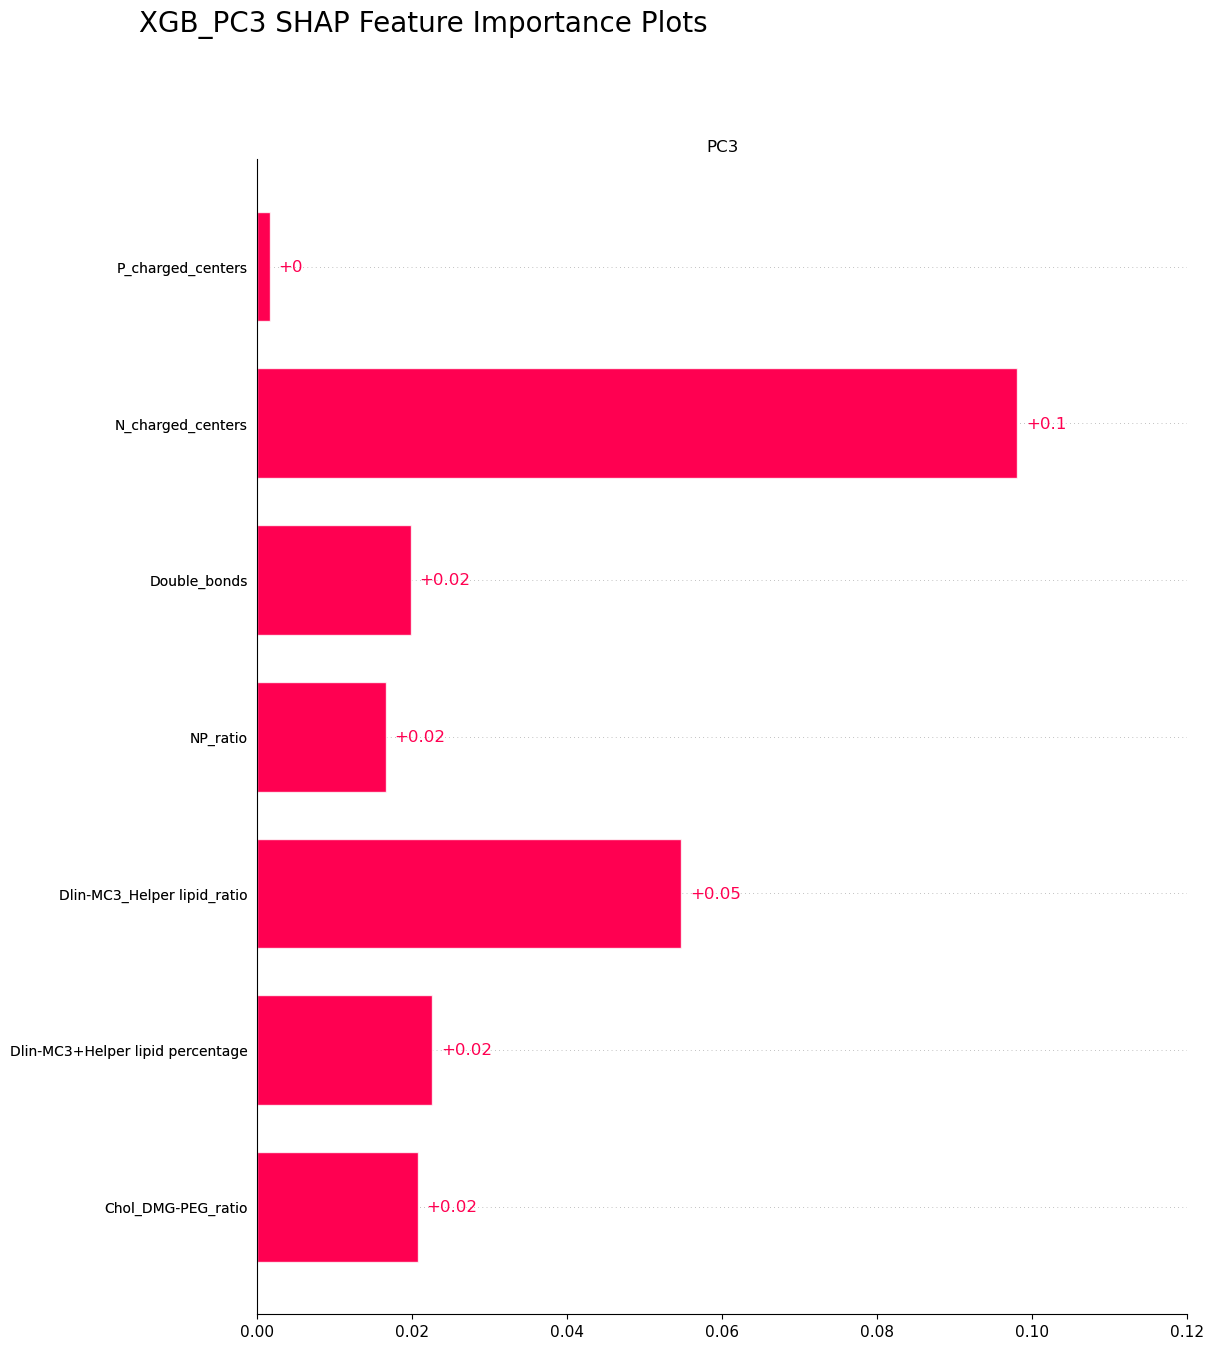 XGB_PC3 SHAP Feature Importance Plots
PC3
P_charged_centers +0
N_charged_centers +0.1
Double_bonds +0.02
NP_ratio +0.02
Dlin-MC3_Helper lipid_ratio +0.05
Dlin-MC3+Helper lipid percentage +0.02
Chol_DMG-PEG_ratio +0.02
0.00 0.02 0.04 0.06 0.08 0.10 0.12